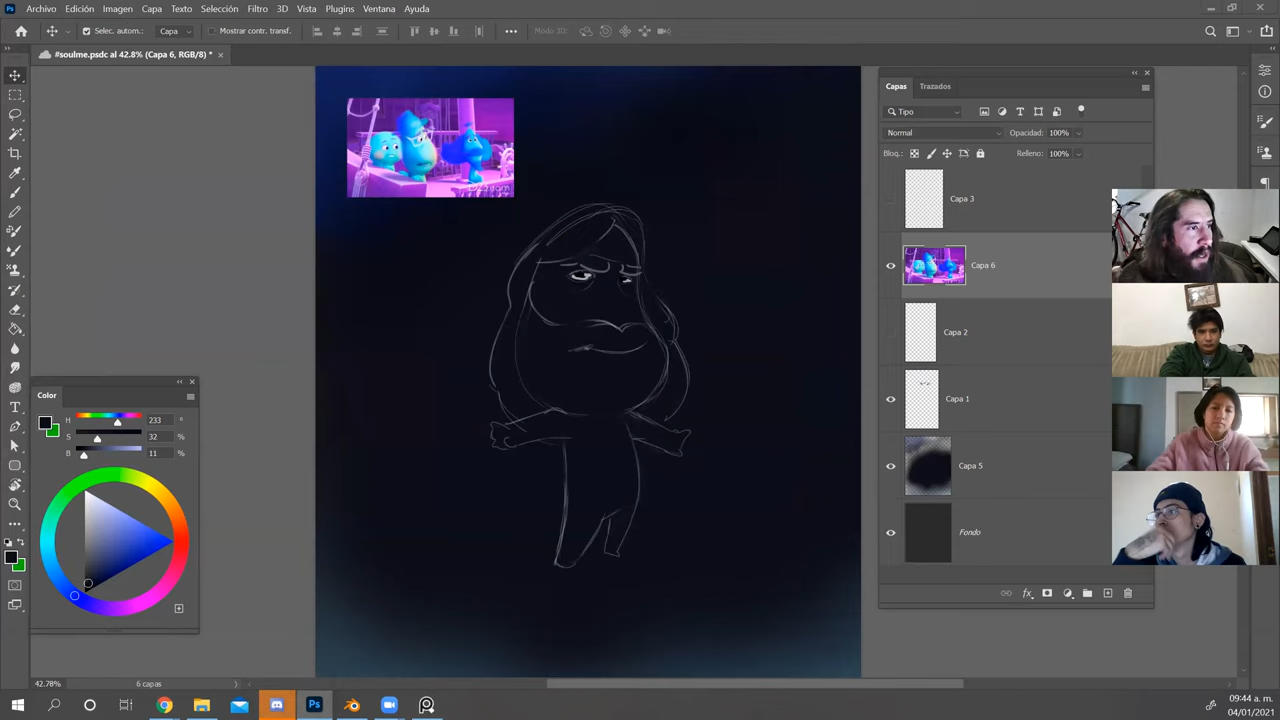 Archivo Edición Imagen Capa Texto Selección Filtro 3D Vista Plugins Ventana Ayuda
Selec. autom.: Capa Mostrar contr. transf. Modo 3D:
#soulme.psdc al 42.8% (Capa 6, RGB/8) *
Capas Trazados
Tipo
Normal Opacidad: 100%
Bloq.: Relleno: 100%
Capa 3
Capa 6
Capa 2
Capa 1
Capa 5
Fondo
Color
H 233 °
S 32 %
B 11 %
42.78% 6 capas
09:44 a. m.
04/01/2021